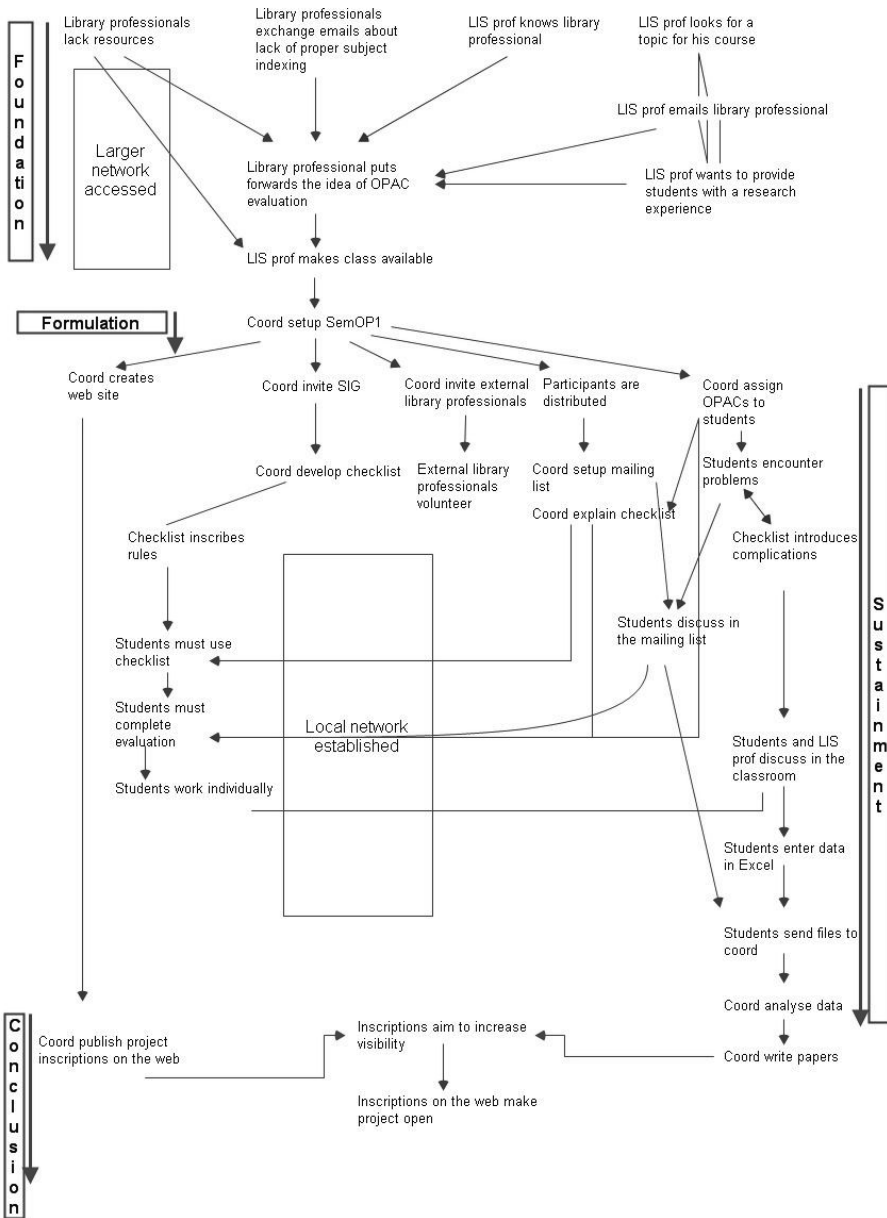 Foundation
Library professionals
lack resources
Library professionals
exchange emails about
lack of proper subject
indexing
LIS prof knows library
professional
LIS prof looks for a
topic for his course
LIS prof emails library professional
Larger
network
accessed
Library professional puts
forwards the idea of OPAC
evaluation
LIS prof wants to provide
students with a research
experience
LIS prof makes class available
Formulation
Coord setup SemOP1
Coord creates
web site
Coord invite SIG
Coord invite external
library professionals
Participants are
distributed
Coord assign
OPACs to
students
Sustainment
Coord develop checklist
External library
professionals
volunteer
Coord setup mailing
list
Students encounter
problems
Coord explain checklist
Checklist inscribes
rules
Checklist introduces
complications
Students must use
checklist
Students discuss in
the mailing list
Students must
complete
evaluation
Local network
established
Students and LIS
prof discuss in the
classroom
Students work individually
Students enter data
in Excel
Students send files to
coord
Coord analyse data
Conclusion
Coord publish project
inscriptions on the web
Inscriptions aim to increase
visibility
Coord write papers
Inscriptions on the web make
project open